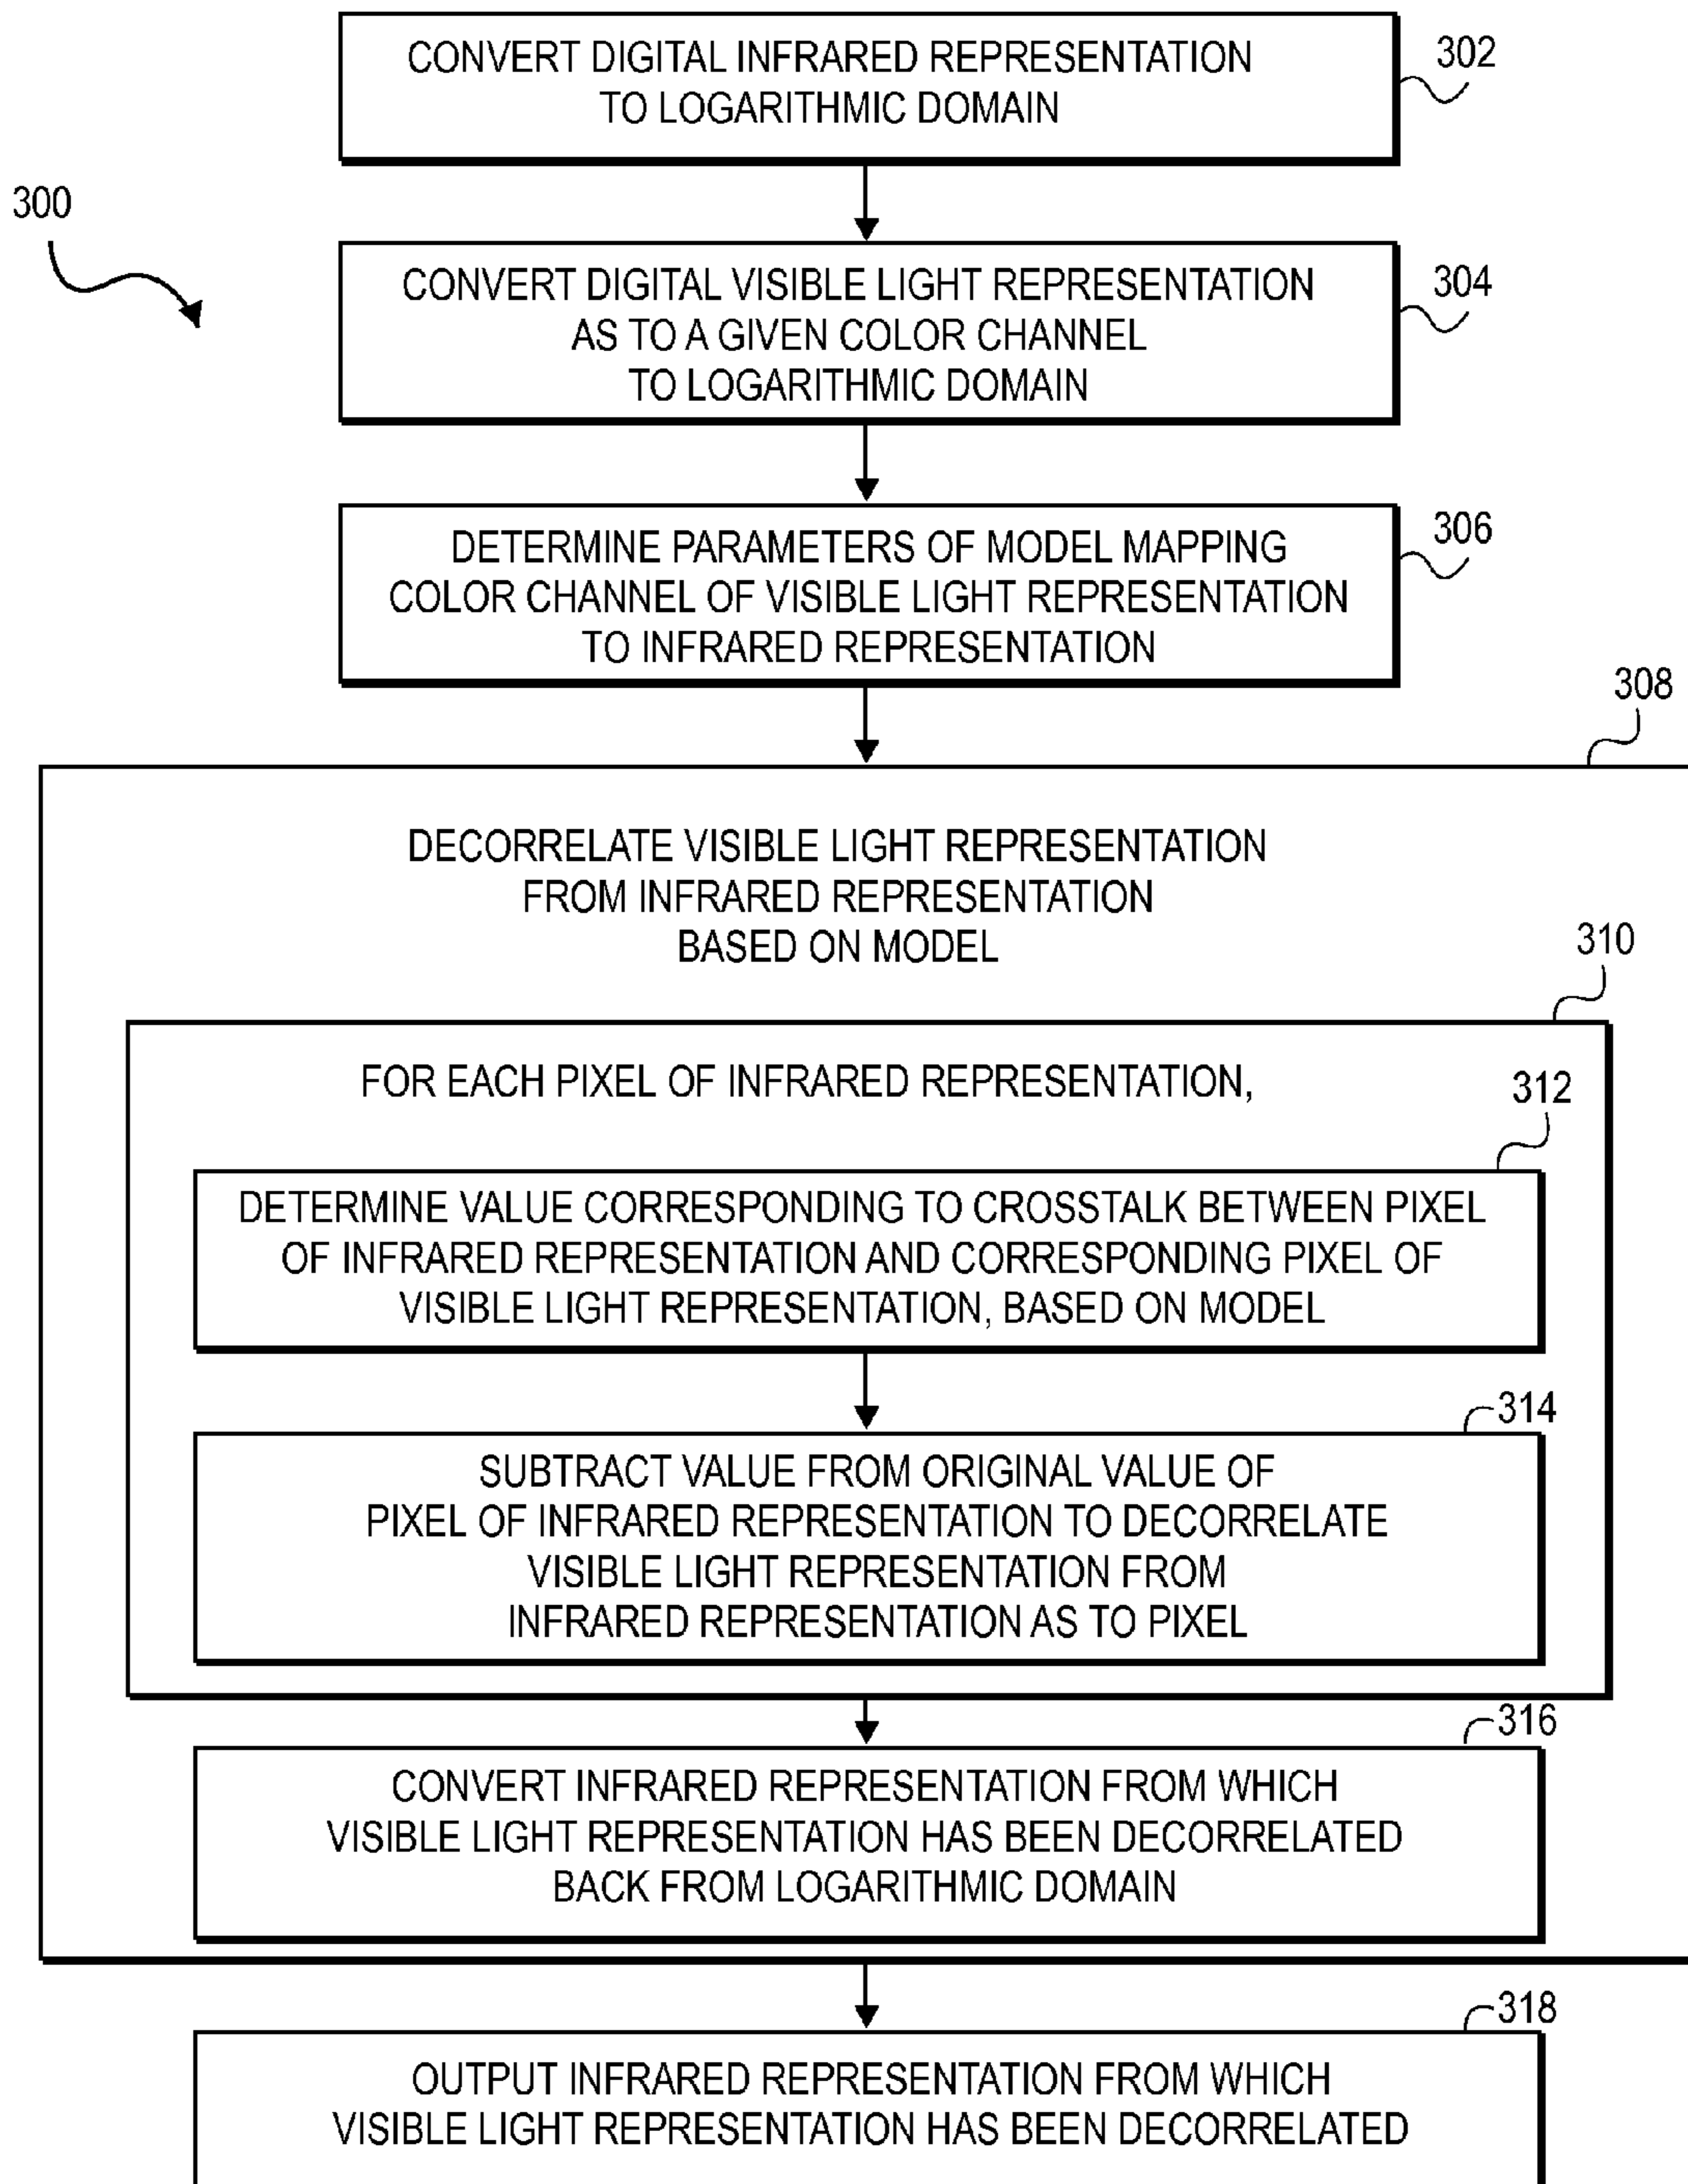 CONVERT DIGITAL INFRARED REPRESENTATION
TO LOGARITHMIC DOMAIN
302
300
CONVERT DIGITAL VISIBLE LIGHT REPRESENTATION
AS TO A GIVEN COLOR CHANNEL
TO LOGARITHMIC DOMAIN
304
DETERMINE PARAMETERS OF MODEL MAPPING
COLOR CHANNEL OF VISIBLE LIGHT REPRESENTATION
TO INFRARED REPRESENTATION
306
308
DECORRELATE VISIBLE LIGHT REPRESENTATION
FROM INFRARED REPRESENTATION
BASED ON MODEL
310
FOR EACH PIXEL OF INFRARED REPRESENTATION,
312
DETERMINE VALUE CORRESPONDING TO CROSSTALK BETWEEN PIXEL
OF INFRARED REPRESENTATION AND CORRESPONDING PIXEL OF
VISIBLE LIGHT REPRESENTATION, BASED ON MODEL
314
SUBTRACT VALUE FROM ORIGINAL VALUE OF
PIXEL OF INFRARED REPRESENTATION TO DECORRELATE
VISIBLE LIGHT REPRESENTATION FROM
INFRARED REPRESENTATION AS TO PIXEL
316
CONVERT INFRARED REPRESENTATION FROM WHICH
VISIBLE LIGHT REPRESENTATION HAS BEEN DECORRELATED
BACK FROM LOGARITHMIC DOMAIN
318
OUTPUT INFRARED REPRESENTATION FROM WHICH
VISIBLE LIGHT REPRESENTATION HAS BEEN DECORRELATED